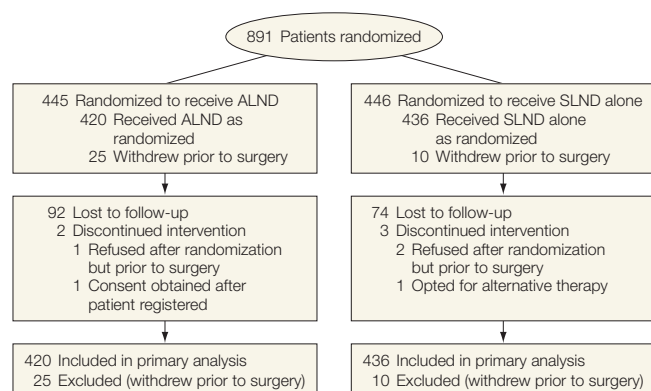 891 Patients randomized
445 Randomized to receive ALND
420 Received ALND as
randomized
25 Withdrew prior to surgery
446 Randomized to receive SLND alone
436 Received SLND alone
as randomized
10 Withdrew prior to surgery
92 Lost to follow-up
2 Discontinued intervention
1 Refused after randomization
but prior to surgery
1 Consent obtained after
patient registered
74 Lost to follow-up
3 Discontinued intervention
2 Refused after randomization
but prior to surgery
1 Opted for alternative therapy
420 Included in primary analysis
25 Excluded (withdrew prior to surgery)
436 Included in primary analysis
10 Excluded (withdrew prior to surgery)